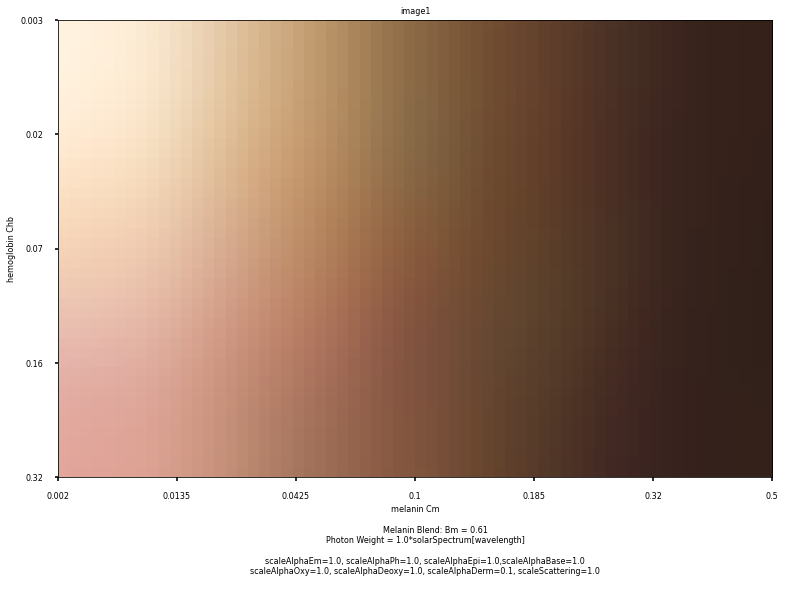 image1
0.003
0.02
0.07
0.16
0.32
hemoglobin Chb
0.002
0.0135
0.0425
0.1
0.185
0.32
0.5
melanin Cm
Melanin Blend: Bm = 0.61
Photon Weight = 1.0*solarSpectrum[wavelength]
scaleAlphaEm=1.0, scaleAlphaPh=1.0, scaleAlphaEpi=1.0,scaleAlphaBase=1.0
scaleAlphaOxy=1.0, scaleAlphaDeoxy=1.0, scaleAlphaDerm=0.1, scaleScattering=1.0